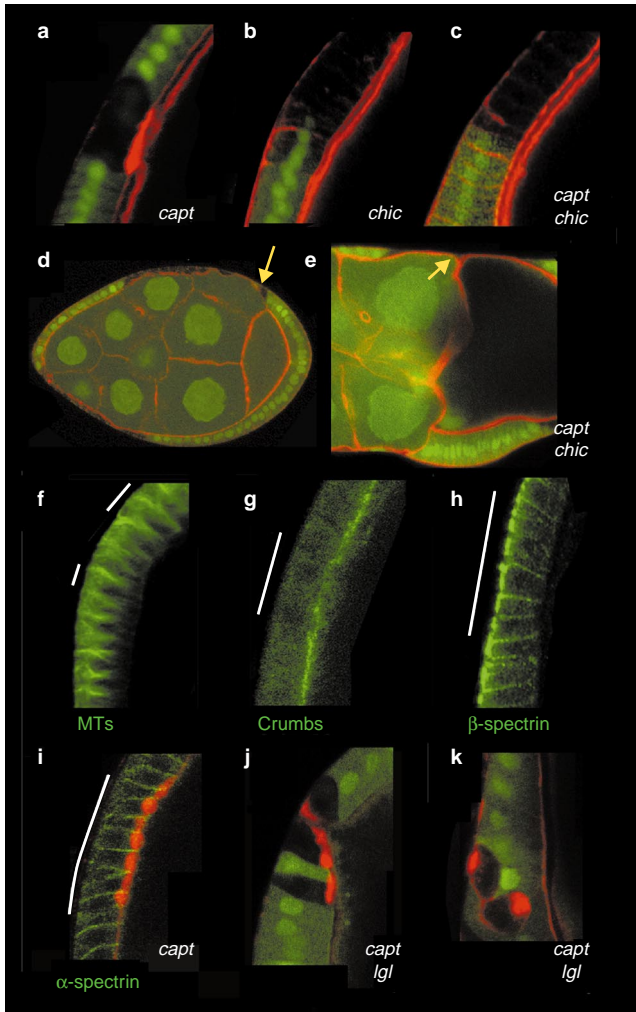 a
b
c
capt
chic
capt
chic
d
e
capt
chic
f
g
h
MTs
Crumbs
β-spectrin
i
j
k
capt
capt
lgl
capt
lgl
α-spectrin